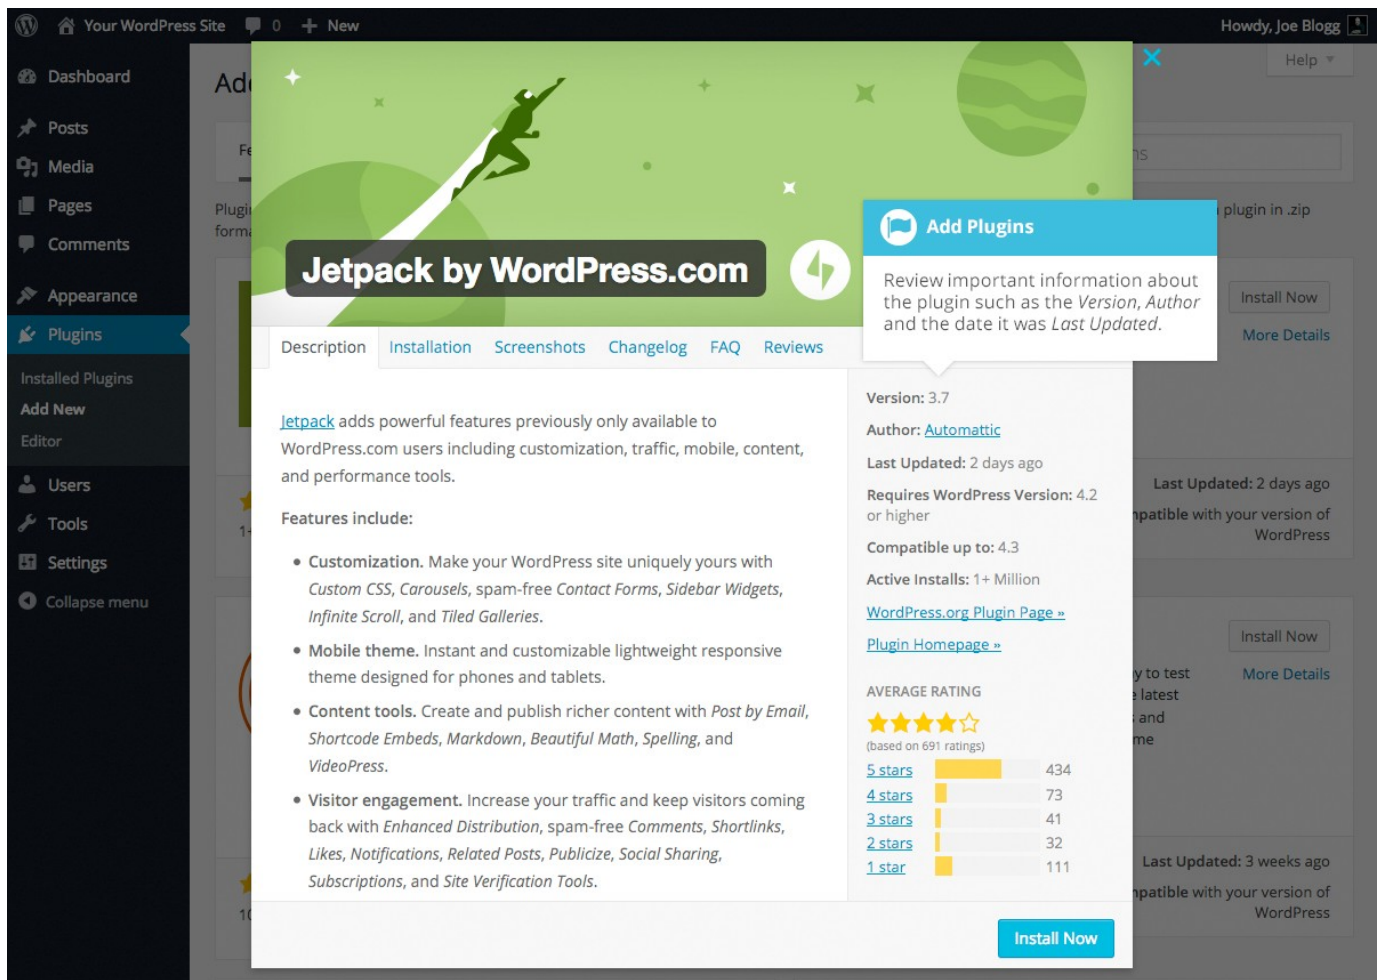 Your WordPress Site 0 New
Howdy, Joe Blogg
Help
Dashboard
Posts
Media
Pages
Comments
Appearance
Plugins
Installed Plugins
Add New
Editor
Users
Tools
Settings
Collapse menu
Jetpack by WordPress.com
Add Plugins
Review important information about
the plugin such as the Version, Author
and the date it was Last Updated.
Description Installation Screenshots Changelog FAQ Reviews
Jetpack adds powerful features previously only available to
WordPress.com users including customization, traffic, mobile, content,
and performance tools.
Features include:
• Customization. Make your WordPress site uniquely yours with
Custom CSS, Carousels, spam-free Contact Forms, Sidebar Widgets,
Infinite Scroll, and Tiled Galleries.
• Mobile theme. Instant and customizable lightweight responsive
theme designed for phones and tablets.
• Content tools. Create and publish richer content with Post by Email,
Shortcode Embeds, Markdown, Beautiful Math, Spelling, and
VideoPress.
• Visitor engagement. Increase your traffic and keep visitors coming
back with Enhanced Distribution, spam-free Comments, Shortlinks,
Likes, Notifications, Related Posts, Publicize, Social Sharing,
Subscriptions, and Site Verification Tools.
Version: 3.7
Author: Automattic
Last Updated: 2 days ago
Requires WordPress Version: 4.2
or higher
Compatible up to: 4.3
Active Installs: 1+ Million
WordPress.org Plugin Page »
Plugin Homepage »
AVERAGE RATING
(based on 691 ratings)
5 stars 434
4 stars 73
3 stars 41
2 stars 32
1 star 111
Install Now
plugin in .zip
Install Now
More Details
Last Updated: 2 days ago
with your version of
WordPress
Install Now
to test
More Details
latest
and
Last Updated: 3 weeks ago
with your version of
WordPress